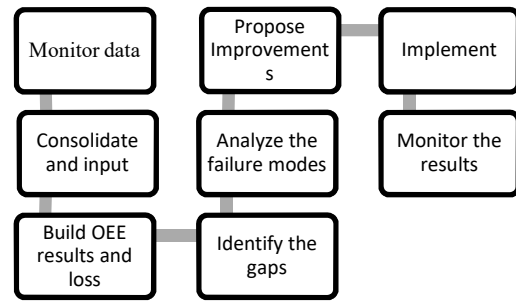 Monitor data
Consolidate
and input
Build OEE
results and
loss
Identify the
gaps
Analyze the
failure modes
Propose
Improvement
s
Implement
Monitor the
results